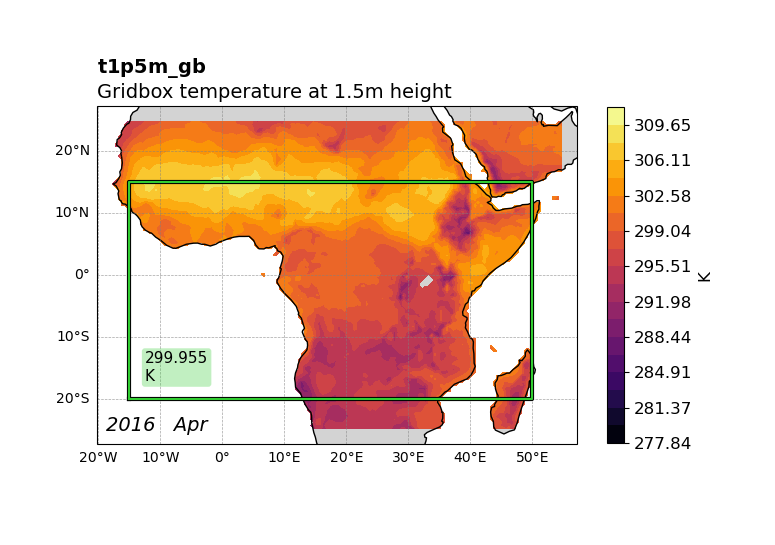 t1p5m_gb
Gridbox temperature at 1.5m height
20°N
10°N
0°
10°S
20°S
20°W 10°W 0° 10°E 20°E 30°E 40°E 50°E
299.955
K
2016 Apr
309.65
306.11
302.58
299.04
295.51
291.98
288.44
284.91
281.37
277.84
K